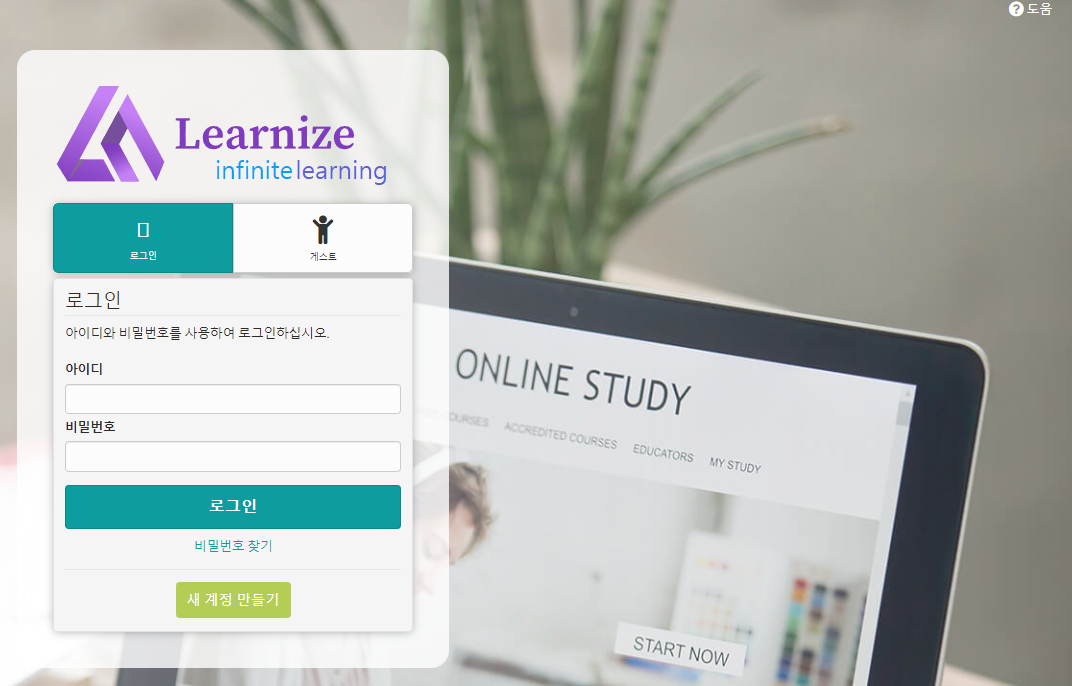 도움
Learnize
infinite learning
로그인
게스트
로그인
아이디와 비밀번호를 사용하여 로그인하십시오.
아이디
비밀번호
로그인
비밀번호 찾기
새 계정 만들기
ONLINE STUDY
COURSES ACCREDITED COURSES EDUCATORS MY STUDY
START NOW